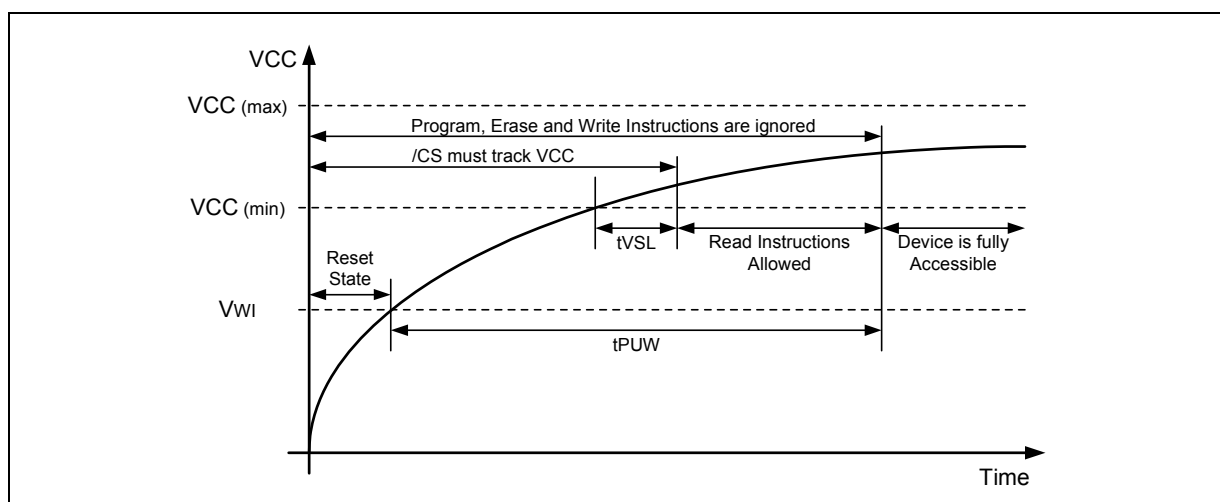 VCC
VCC (max)
Program, Erase and Write Instructions are ignored
/CS must track VCC
VCC (min)
tVSL
Read Instructions
Allowed
Device is fully
Accessible
Reset
State
VWI
tPUW
Time